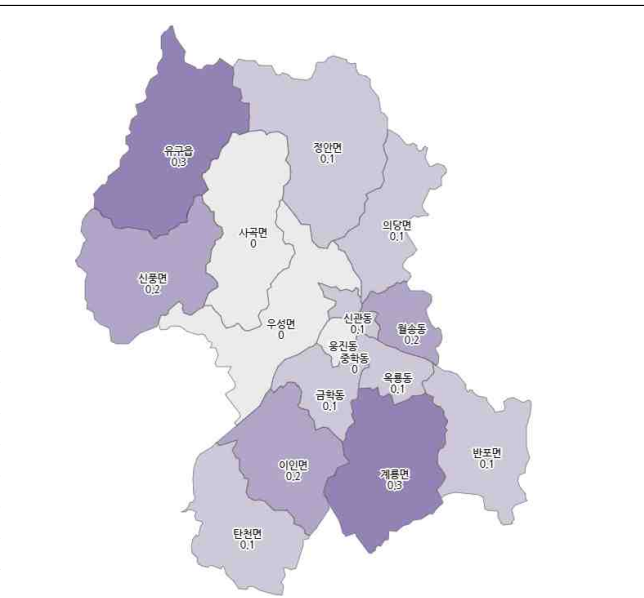 정안면
0.1
유구읍
0.3
의당면
0.1
사곡면
0
신풍면
0.2
신관동
0.1
우성면
0
월송동
0.2
웅진동
중학동
0
옥룡동
0.1
금학동
0.1
반포면
0.1
이인면
0.2
계룡면
0.3
탄천면
0.1